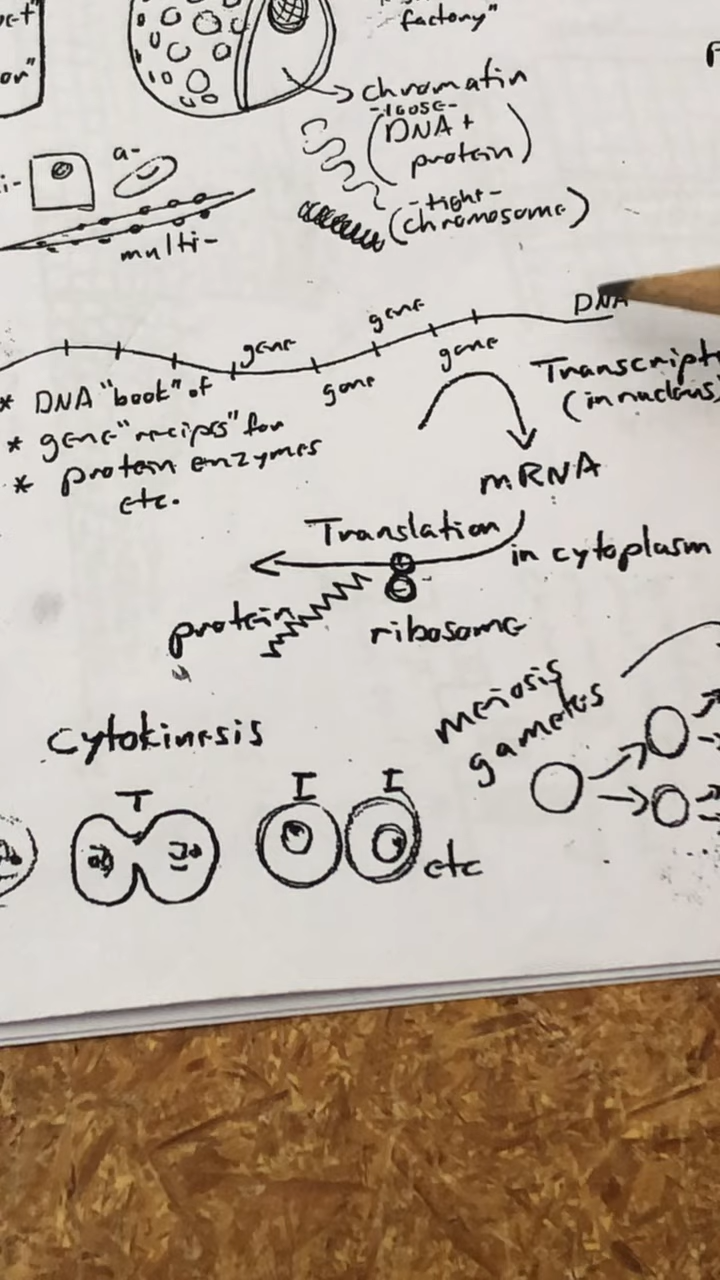 factory"
or"
chromatin
-loose-
(DNA +
protein)
a-
i-
-tight-
(chromosome)
multi-
DNA
gene
gene
gene
gene
* DNA "book" of
* gene "recipes" for
* protein enzymes
etc.
Transcript
(in nucleus)
mRNA
Translation
in cytoplasm
protein
ribosome
meiosis
gametes
Cytokinesis
T
I
I
etc